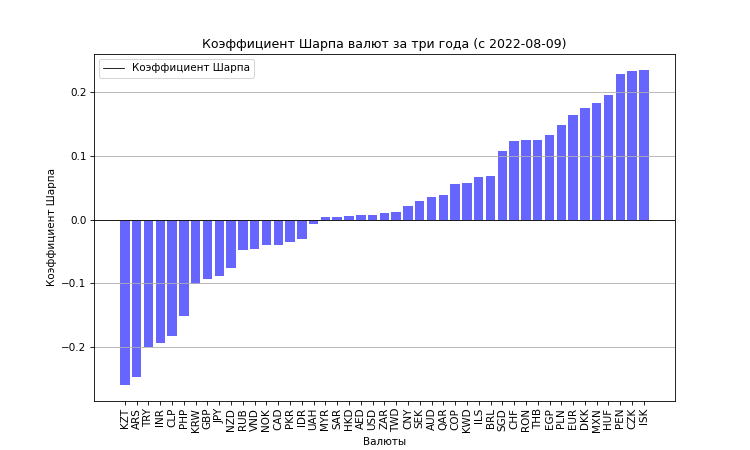 Коэффициент Шарпа валют за три года (с 2022-08-09)
Коэффициент Шарпа
0.2
0.1
0.0
−0.1
−0.2
Коэффициент Шарпа
KZT
ARS
TRY
INR
CLP
PHP
KRW
GBP
JPY
NZD
RUB
VND
NOK
CAD
PKR
IDR
UAH
MYR
SAR
HKD
AED
USD
ZAR
TWD
CNY
SEK
AUD
QAR
COP
KWD
ILS
BRL
SGD
CHF
RON
THB
EGP
PLN
EUR
DKK
MXN
HUF
PEN
CZK
ISK
Валюты